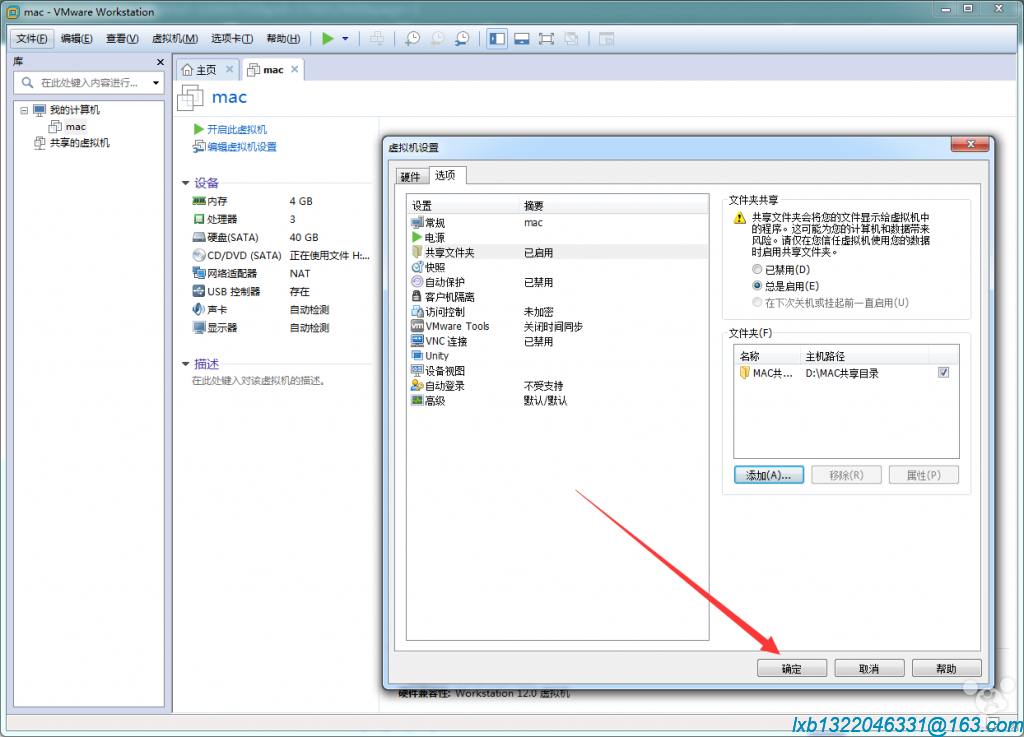 mac - VMware Workstation
文件(F) 编辑(E) 查看(V) 虚拟机(M) 选项卡(T) 帮助(H)
库
在此处键入内容进行...
我的计算机
mac
共享的虚拟机
主页 mac
mac
开启此虚拟机
编辑虚拟机设置
设备
内存 4 GB
处理器 3
硬盘(SATA) 40 GB
CD/DVD (SATA) 正在使用文件 H:...
网络适配器 NAT
USB 控制器 存在
声卡 自动检测
显示器 自动检测
描述
在此处键入对该虚拟机的描述。
虚拟机设置
硬件 选项
设置 摘要
常规 mac
电源
共享文件夹 已启用
快照
自动保护 已禁用
客户机隔离
访问控制 未加密
VMware Tools 关闭时间同步
VNC 连接 已禁用
Unity
设备视图
自动登录 不受支持
高级 默认/默认
文件夹共享
共享文件夹会将您的文件显示给虚拟机中
的程序。这可能为您的计算机和数据带来
风险。请仅在您信任虚拟机使用您的数据
时启用共享文件夹。
已禁用(D)
总是启用(E)
在下次关机或挂起前一直启用(U)
文件夹(F)
名称 主机路径
MAC共... D:\MAC共享目录
添加(A)... 移除(R) 属性(P)
确定 取消 帮助
硬件兼容性: Workstation 12.0 虚拟机
lxb1322046331@163.com